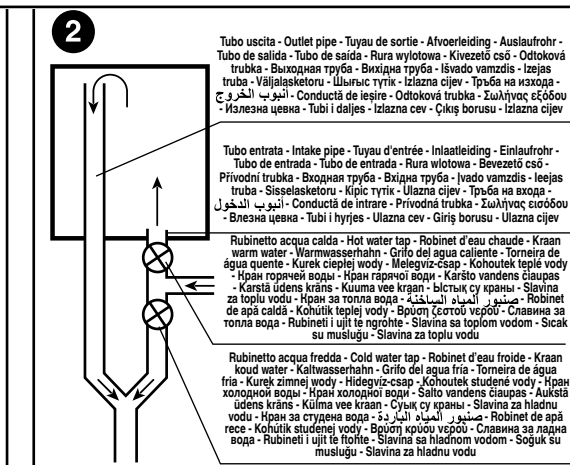 2
Tubo uscita - Outlet pipe - Tuyau de sortie - Afvoerleiding - Auslaufrohr -
Tubo de salida - Tubo de saída - Rura wylotowa - Kivezető cső - Odtoková
trubka - Выходная труба - Вихідна труба - Išvado vamzdis - Izejas
truba - Väljalasketoru - Шығыс түтік - Izlazna cijev - Тръба на изхода -
أنبوب الخروج - Conductă de ieșire - Odtoková trubka - Σωλήνας εξόδου
- Излезна цевка - Tubi i daljes - Izlazna cev - Çıkış borusu - Izlazna cijev
Tubo entrata - Intake pipe - Tuyau d'entrée - Inlaatleiding - Einlaufrohr -
Tubo de entrada - Tubo de entrada - Rura wlotowa - Bevezető cső -
Přívodní trubka - Входная труба - Вхідна труба - Įvado vamzdis - Ieejas
truba - Sisselasketoru - Кіріс түтік - Ulazna cijev - Тръба на входа -
أنبوب الدخول - Conductă de intrare - Prívodná trubka - Σωλήνας εισόδου
- Влезна цевка - Tubi i hyrjes - Ulazna cev - Giriş borusu - Ulazna cijev
Rubinetto acqua calda - Hot water tap - Robinet d'eau chaude - Kraan
warm water - Warmwasserhahn - Grifo del agua caliente - Torneira de
água quente - Kurek ciepłej wody - Melegvíz-csap - Kohoutek teplé vody
- Кран горячей воды - Кран гарячої води - Karšto vandens čiaupas
- Karstā ūdens krāns - Kuuma vee kraan - Ыстық су краны - Slavina
za toplu vodu - Кран за топла вода - صنبور المياه الساخنة - Robinet
de apă caldă - Kohútik teplej vody - Βρύση ζεστού νερού - Славина за
топла вода - Rubineti i ujit të ngrohte - Slavina sa toplom vodom - Sıcak
su musluğu - Slavina za toplu vodu
Rubinetto acqua fredda - Cold water tap - Robinet d'eau froide - Kraan
koud water - Kaltwasserhahn - Grifo del agua fría - Torneira de água
fria - Kurek zimnej wody - Hidegvíz-csap - Kohoutek studené vody - Кран
холодной воды - Кран холодної води - Šalto vandens čiaupas - Aukstā
ūdens krāns - Külma vee kraan - Суық су краны - Slavina za hladnu
vodu - Кран за студена вода - صنبور المياه الباردة - Robinet de apă
rece - Kohútik studenej vody - Βρύση κρύου νερού - Славина за ладна
вода - Rubineti i ujit të ftohte - Slavina sa hladnom vodom - Soğuk su
musluğu - Slavina za hladnu vodu